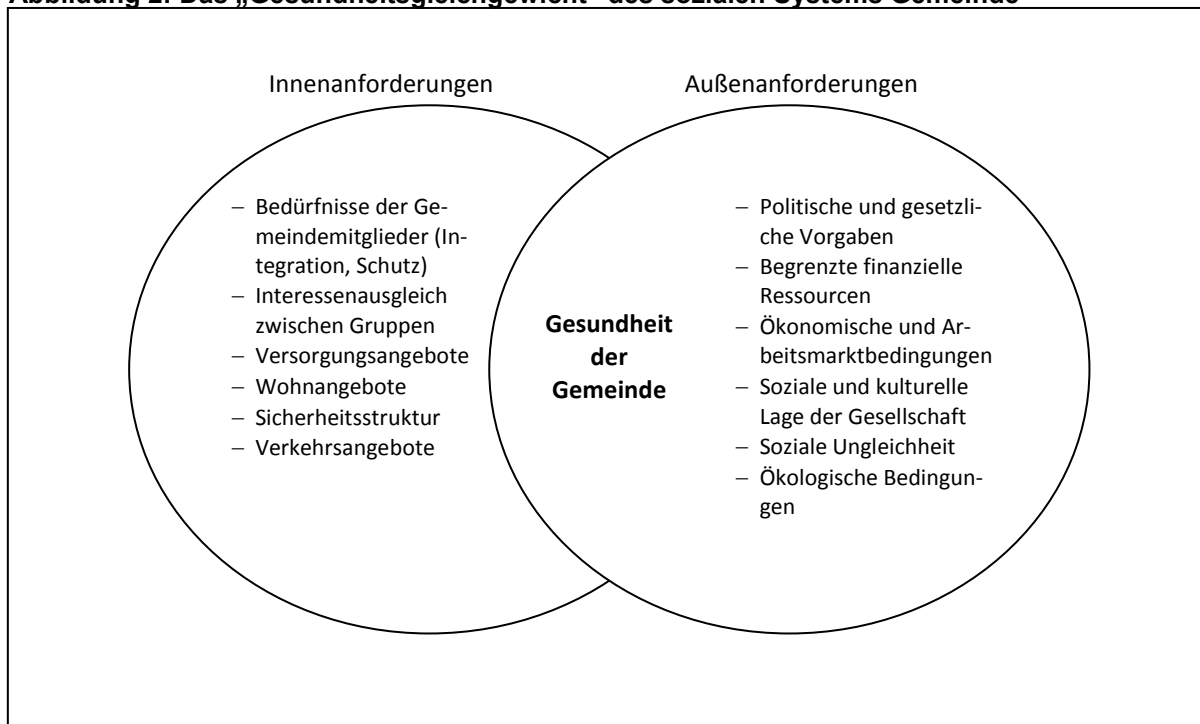 Abbildung 2: Das „Gesundheitsgleichgewicht“ des sozialen Systems Gemeinde
Innenanforderungen
Außenanforderungen
– Bedürfnisse der Ge-
meindemitglieder (In-
tegration, Schutz)
– Interessenausgleich
zwischen Gruppen
– Versorgungsangebote
– Wohnangebote
– Sicherheitsstruktur
– Verkehrsangebote
Gesundheit
der
Gemeinde
– Politische und gesetzli-
che Vorgaben
– Begrenzte finanzielle
Ressourcen
– Ökonomische und Ar-
beitsmarktbedingungen
– Soziale und kulturelle
Lage der Gesellschaft
– Soziale Ungleichheit
– Ökologische Bedingun-
gen